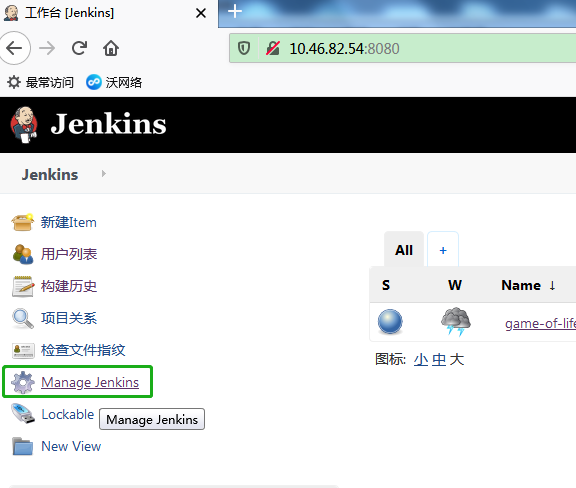 工作台 [Jenkins]
10.46.82.54:8080
最常访问 沃网络
Jenkins
Jenkins
新建Item
用户列表
构建历史
项目关系
检查文件指纹
Manage Jenkins
Lockable
Manage Jenkins
New View
All +
S W Name ↓
game-of-life
图标: 小 中 大